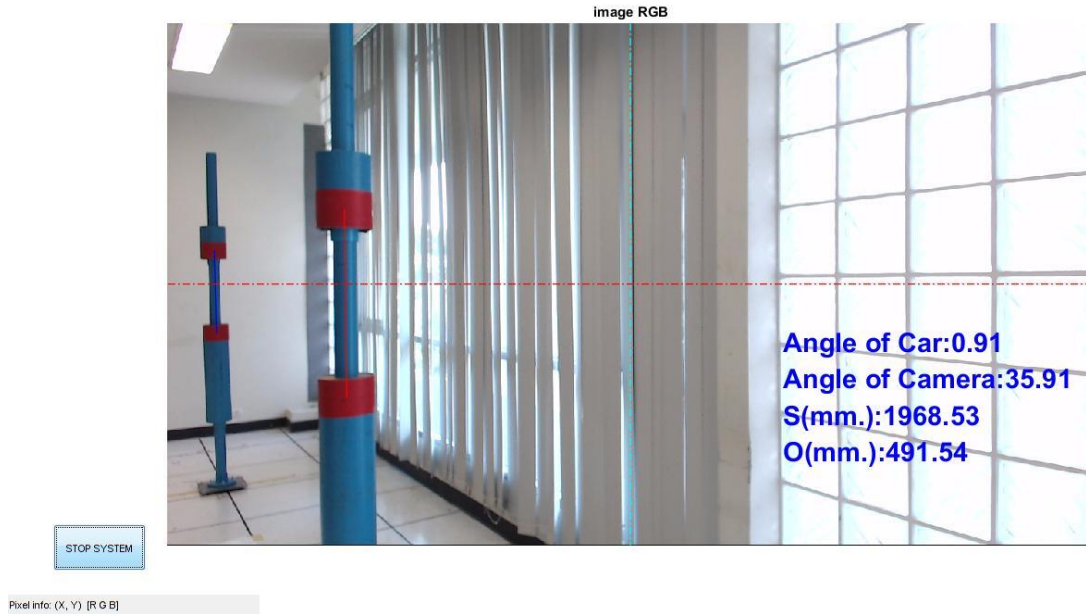 image RGB
Angle of Car:0.91
Angle of Camera:35.91
S(mm.):1968.53
O(mm.):491.54
STOP SYSTEM
Pixel info: (X, Y) [R G B]